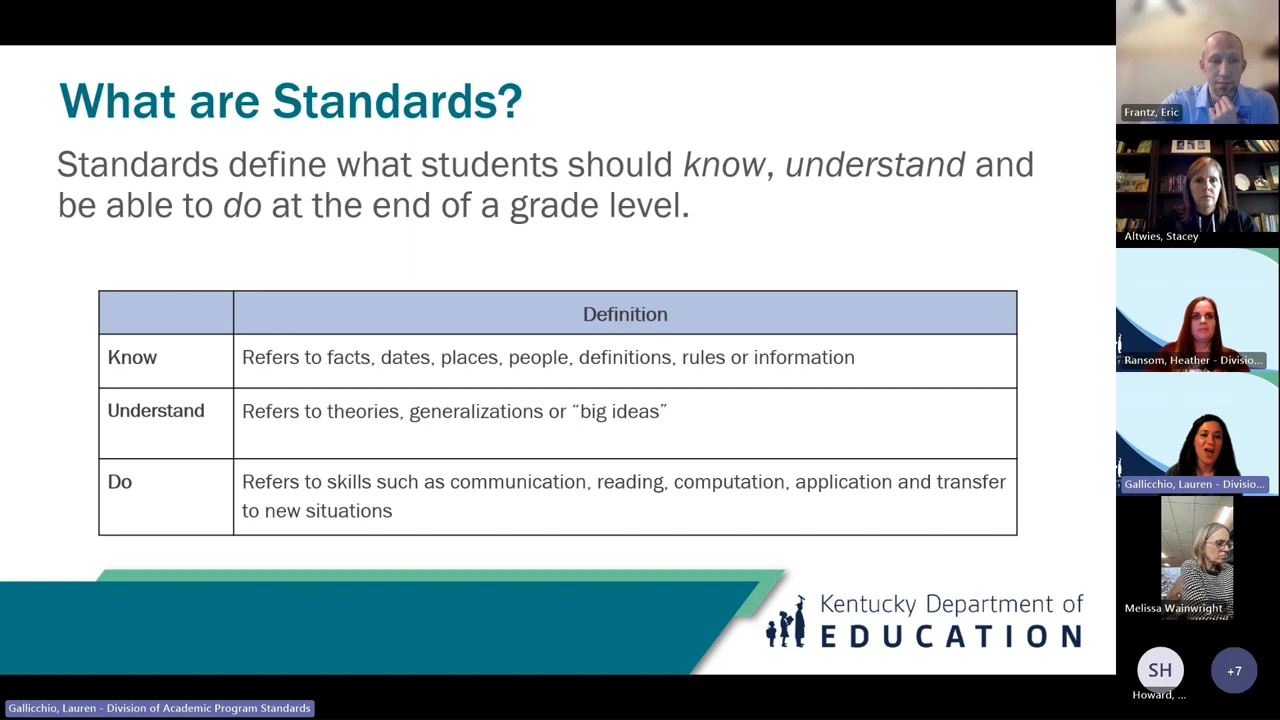 What are Standards?
Standards define what students should know, understand and
be able to do at the end of a grade level.
Definition
Know
Refers to facts, dates, places, people, definitions, rules or information
Understand
Refers to theories, generalizations or “big ideas”
Do
Refers to skills such as communication, reading, computation, application and transfer
to new situations
Kentucky Department of
EDUCATION
Gallicchio, Lauren - Division of Academic Program Standards
Frantz, Eric
Altwies, Stacey
Ransom, Heather - Divisio...
Gallicchio, Lauren - Divisio...
Melissa Wainwright
SH
Howard, ...
+7